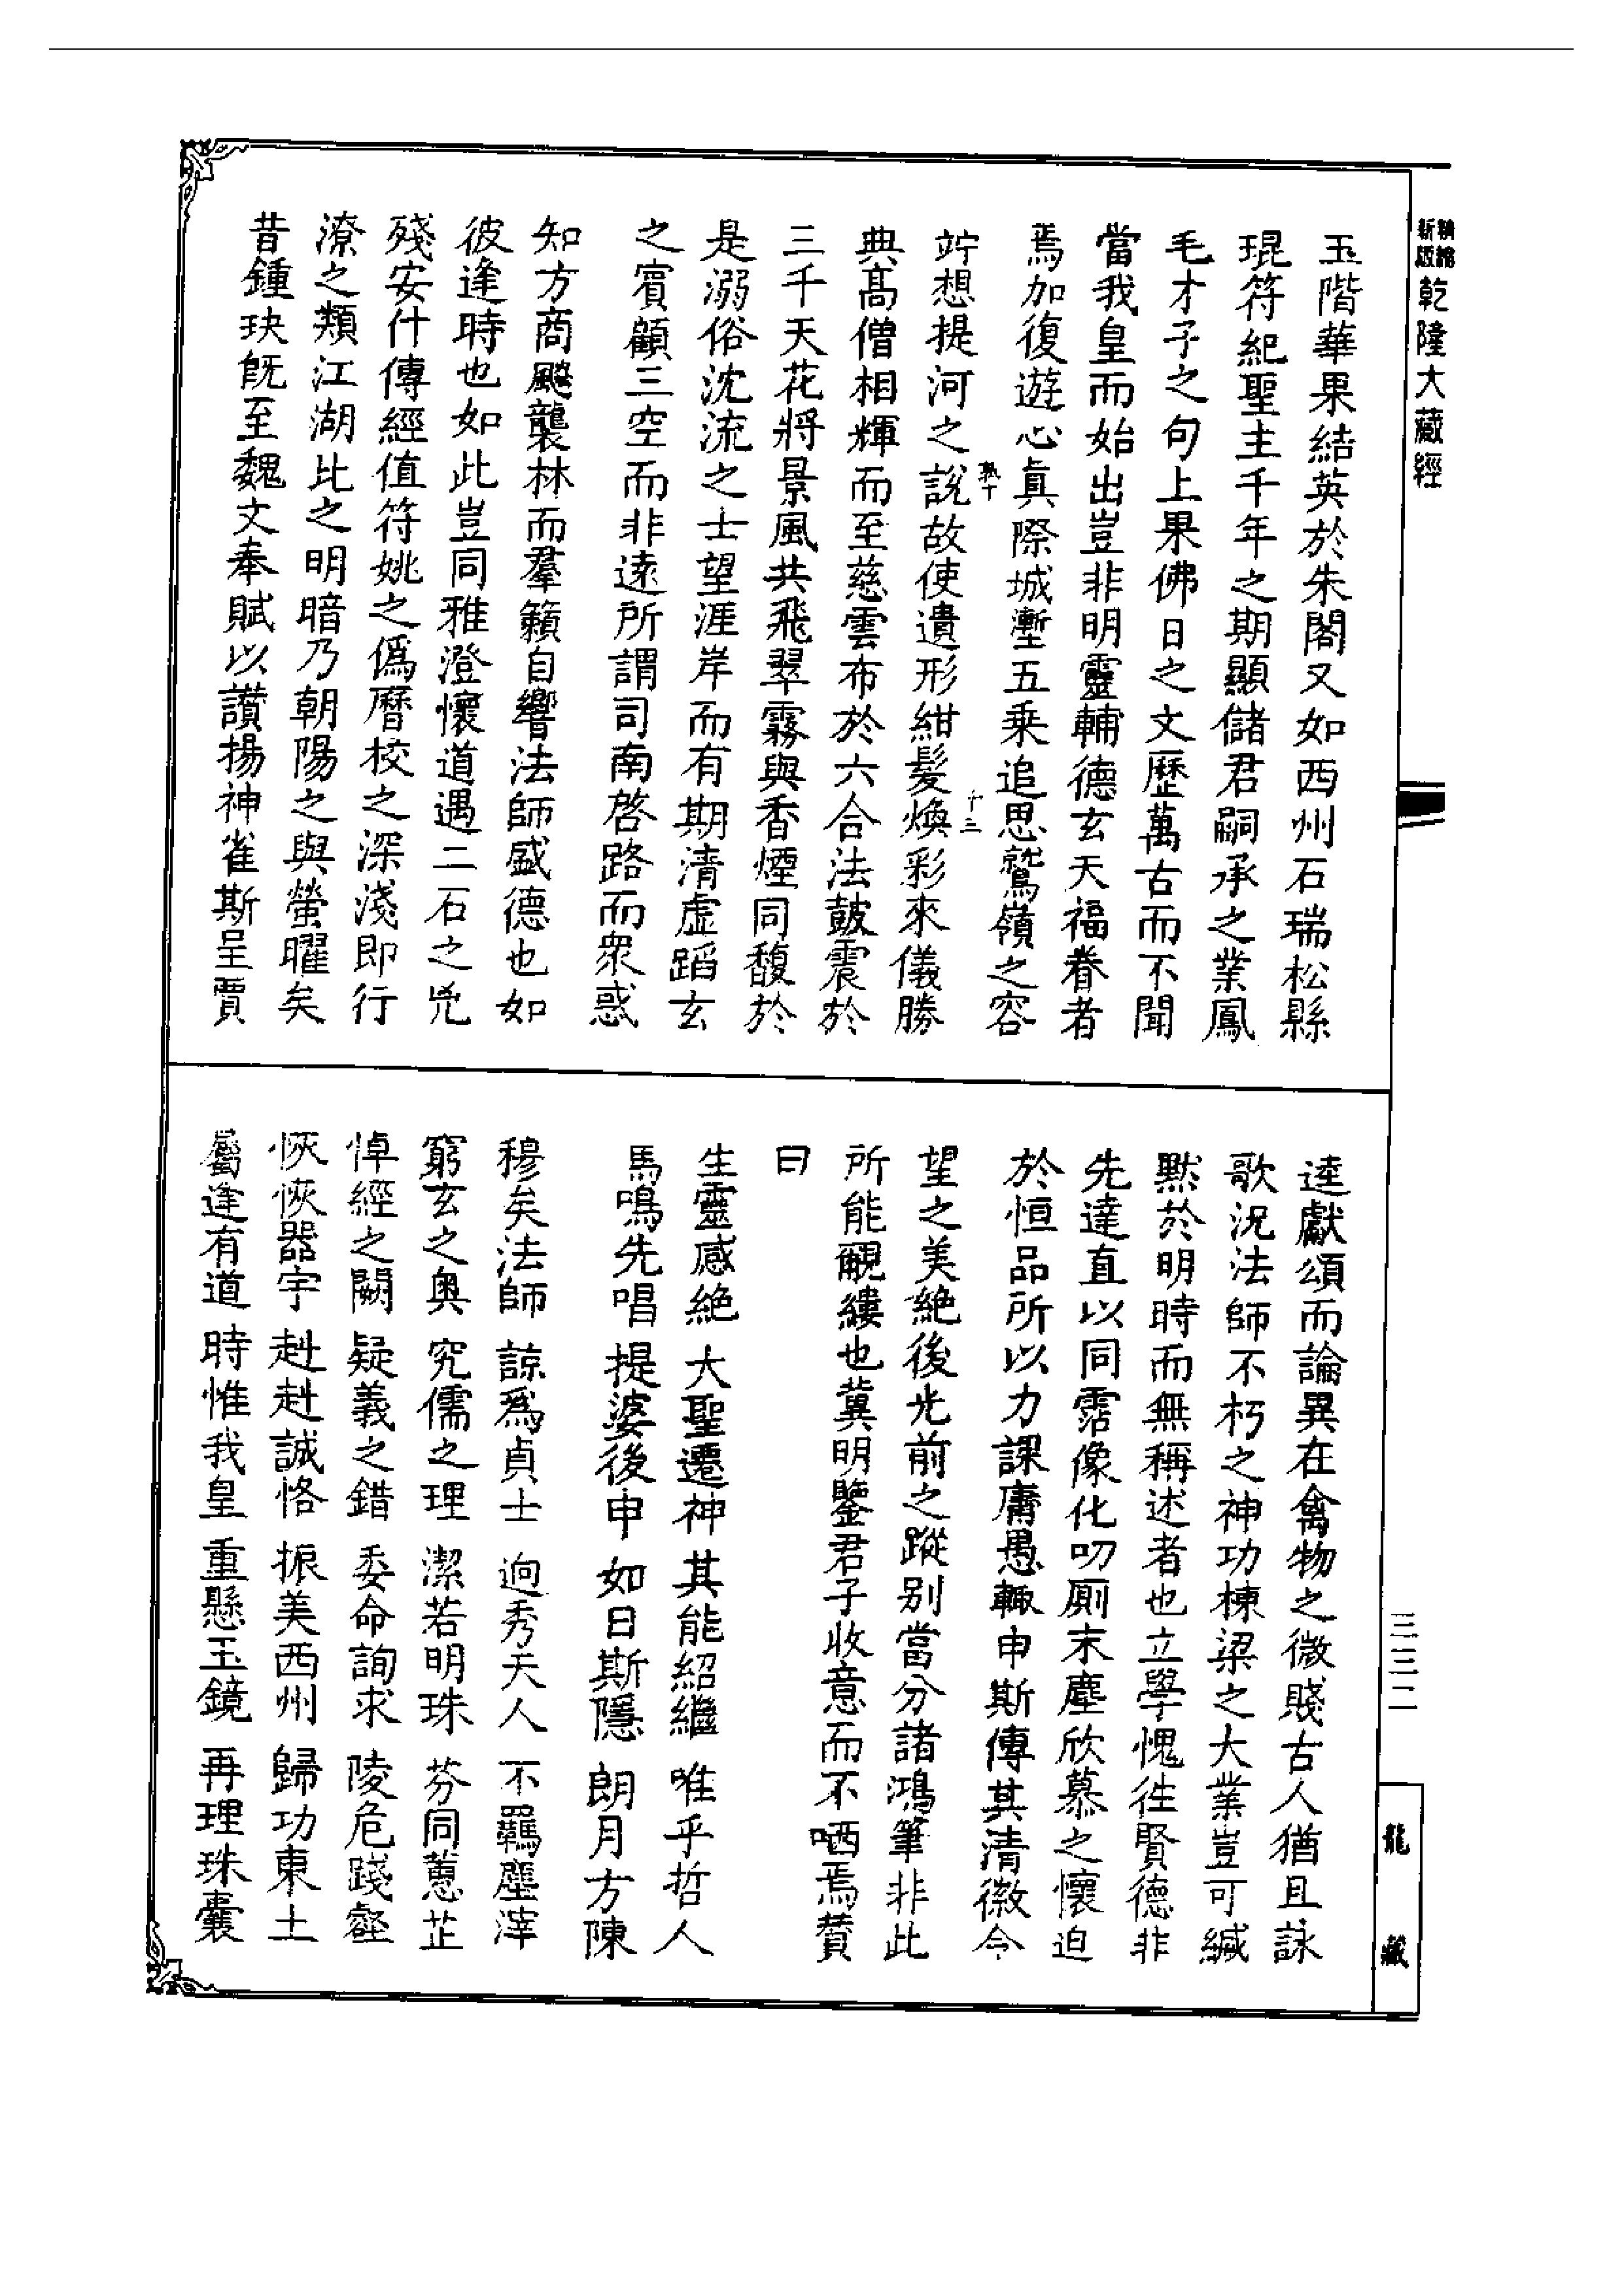 新版
精縮
乾隆大藏經
玉階華果結英於朱閣又如西州石瑞松縣
琨符紀聖主千年之期顯儲君嗣承之業鳳
毛才子之句上果佛日之文歷萬古而不聞
當我皇而始出豈非明靈輔德玄天福眷者
焉加復遊心真際城壍五乘追思鷲嶺之容
竚想提河之說故使遺形紺髮煥彩來儀勝
熟十
十三
典高僧相輝而至慈雲布於六合法鼓震於
三千天花將景風共飛翠霧與香煙同馥於
是溺俗沈流之士望涯岸而有期清虛蹈玄
之賓顧三空而非遠所謂司南啓路而衆惑
知方商飈襲林而羣籟自響法師盛德也如
彼逢時也如此豈同雅澄懷道遇二石之兇
殘安什傳經值符姚之僞曆校之深淺即行
潦之類江湖比之明暗乃朝陽之與螢曜矣
昔鍾玦旣至魏文奉賦以讚揚神雀斯呈賈
逵獻頌而論異在禽物之微賤古人猶且詠
歌況法師不朽之神功棟梁之大業豈可緘
默於明時而無稱述者也立學愧徃賢德非
先達直以同霑像化叨厠末塵欣慕之懷迫
於恒品所以力課庸愚輙申斯傳其清徽令
望之美絕後光前之蹤别當分諸鴻筆非此
所能覼縷也冀明鑒君子收意而不哂焉贊
曰
生靈感絶 大聖遷神 其能紹繼 唯乎哲人
馬鳴先唱 提婆後申 如日斯隱 朗月方陳
穆矣法師 諒爲貞士 逈秀天人 不羈塵滓
窮玄之奥 究儒之理 潔若明珠 芬同蕙芷
悼經之闕 疑義之錯 委命詢求 陵危踐壑
恢恢器宇 赳赳誠恪 振美西州 歸功東土
屬逢有道 時惟我皇 重懸玉鏡 再理珠囊
三三二
龍藏